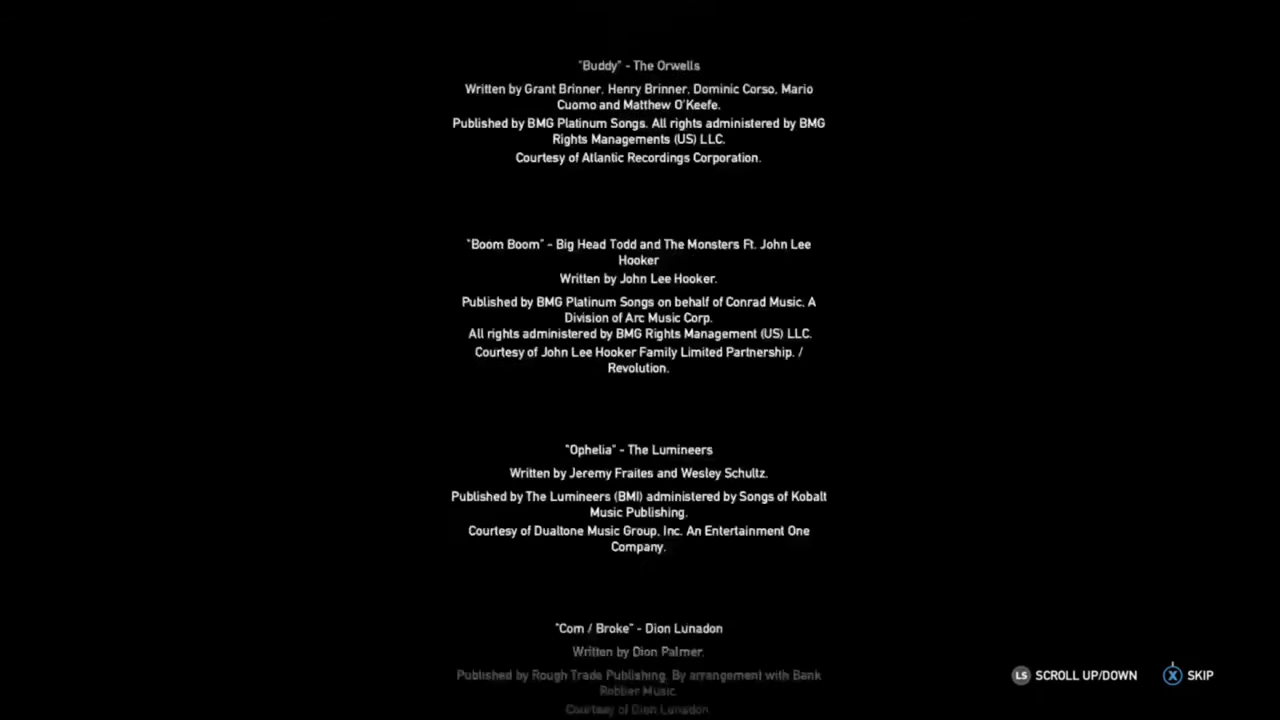 "Buddy" - The Orwells
Written by Grant Brinner, Henry Brinner, Dominic Corso, Mario
Cuomo and Matthew O'Keefe.
Published by BMG Platinum Songs. All rights administered by BMG
Rights Managements (US) LLC.
Courtesy of Atlantic Recordings Corporation.
"Boom Boom" - Big Head Todd and The Monsters Ft. John Lee
Hooker
Written by John Lee Hooker.
Published by BMG Platinum Songs on behalf of Conrad Music. A
Division of Arc Music Corp.
All rights administered by BMG Rights Management (US) LLC.
Courtesy of John Lee Hooker Family Limited Partnership. /
Revolution.
"Ophelia" - The Lumineers
Written by Jeremy Fraites and Wesley Schultz.
Published by The Lumineers (BMI) administered by Songs of Kobalt
Music Publishing.
Courtesy of Dualtone Music Group, Inc. An Entertainment One
Company.
"Com / Broke" - Dion Lunadon
Written by Dion Palmer.
Published by Rough Trade Publishing. By arrangement with Bank
Robber Music.
Courtesy of Dion Lunadon.
LS SCROLL UP/DOWN
X SKIP